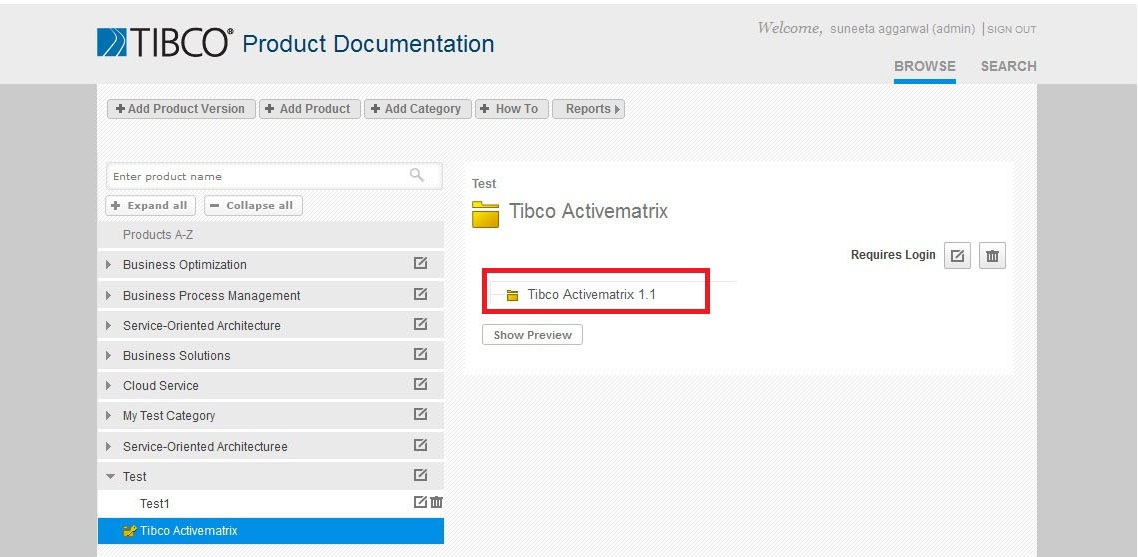 TIBCO® Product Documentation
Welcome, suneeta aggarwal (admin) | SIGN OUT
BROWSE SEARCH
+ Add Product Version + Add Product + Add Category + How To Reports
Enter product name
+ Expand all − Collapse all
Products A-Z
Business Optimization
Business Process Management
Service-Oriented Architecture
Business Solutions
Cloud Service
My Test Category
Service-Oriented Architecturee
Test
Test1
Tibco Activematrix
Test
Tibco Activematrix
Requires Login
Tibco Activematrix 1.1
Show Preview